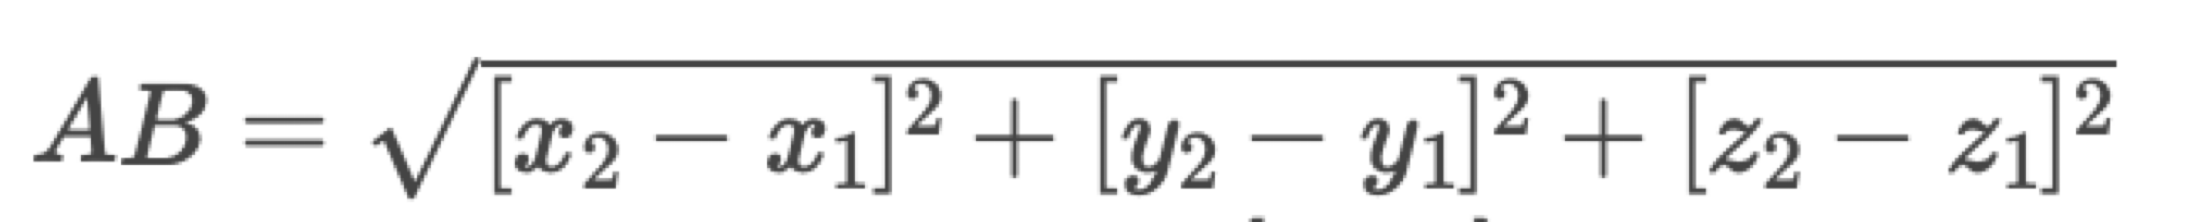 AB = √[x₂ − x₁]² + [y₂ − y₁]² + [z₂ − z₁]²